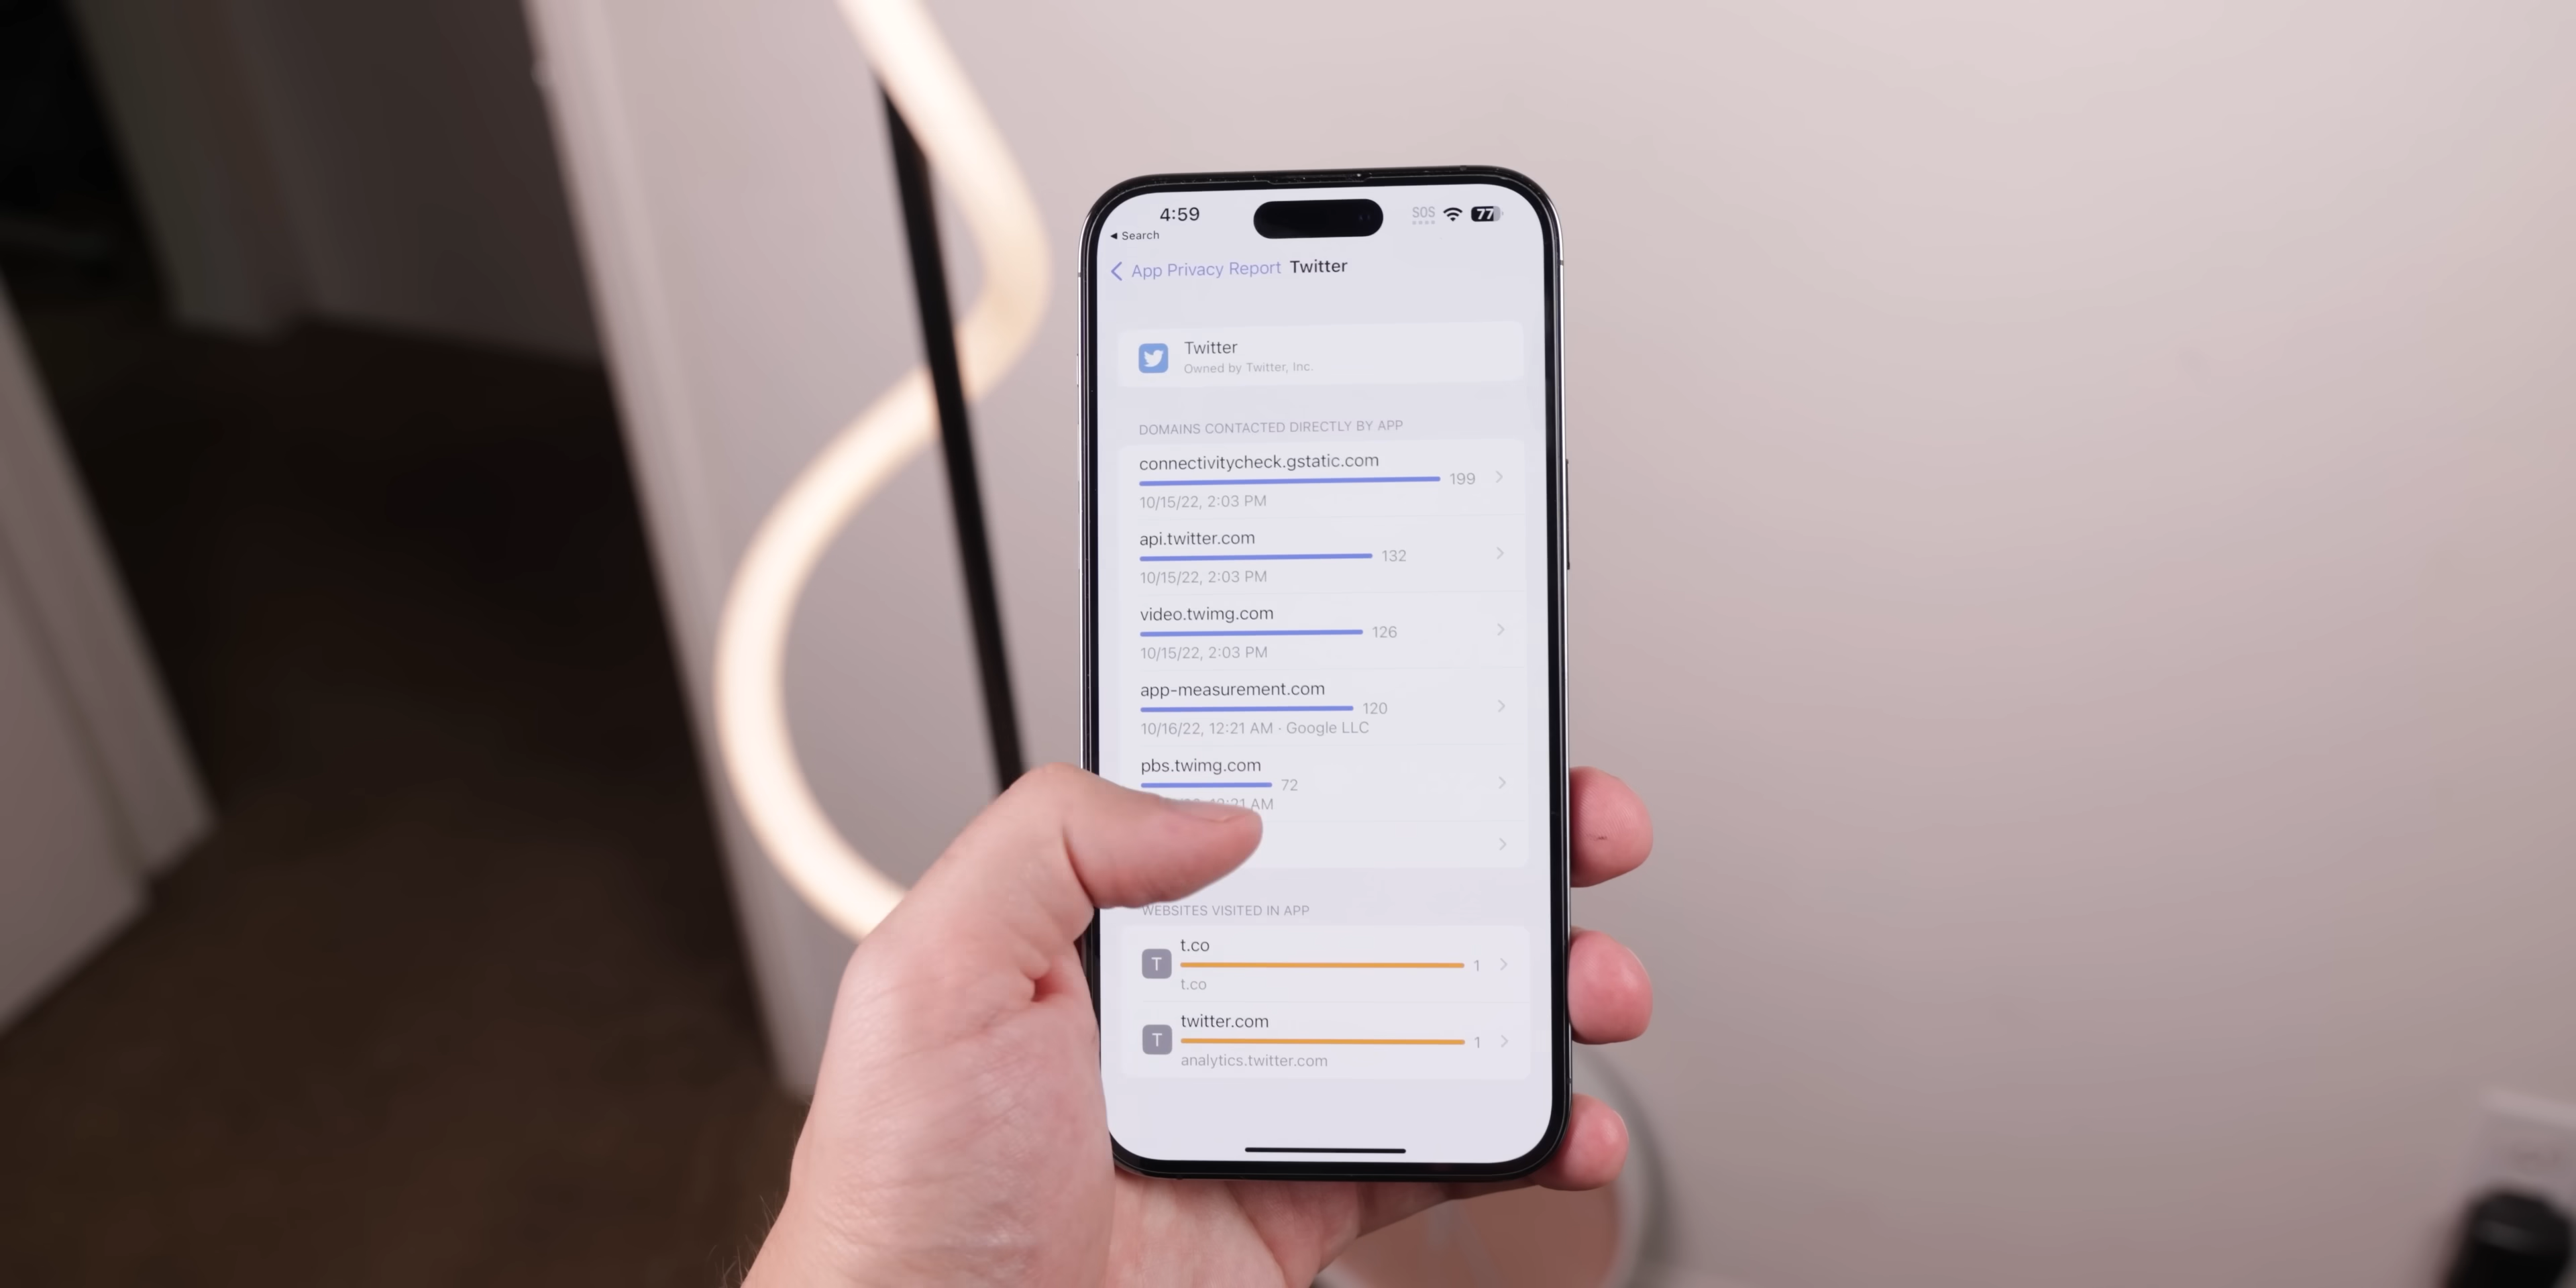 4:59
SOS
77
◀ Search
App Privacy Report Twitter
Twitter
Owned by Twitter, Inc.
DOMAINS CONTACTED DIRECTLY BY APP
connectivitycheck.gstatic.com
199
10/15/22, 2:03 PM
api.twitter.com
132
10/15/22, 2:03 PM
video.twimg.com
126
10/15/22, 2:03 PM
app-measurement.com
120
10/16/22, 12:21 AM · Google LLC
pbs.twimg.com
72
AM
WEBSITES VISITED IN APP
t.co
T
1
t.co
twitter.com
T
1
analytics.twitter.com